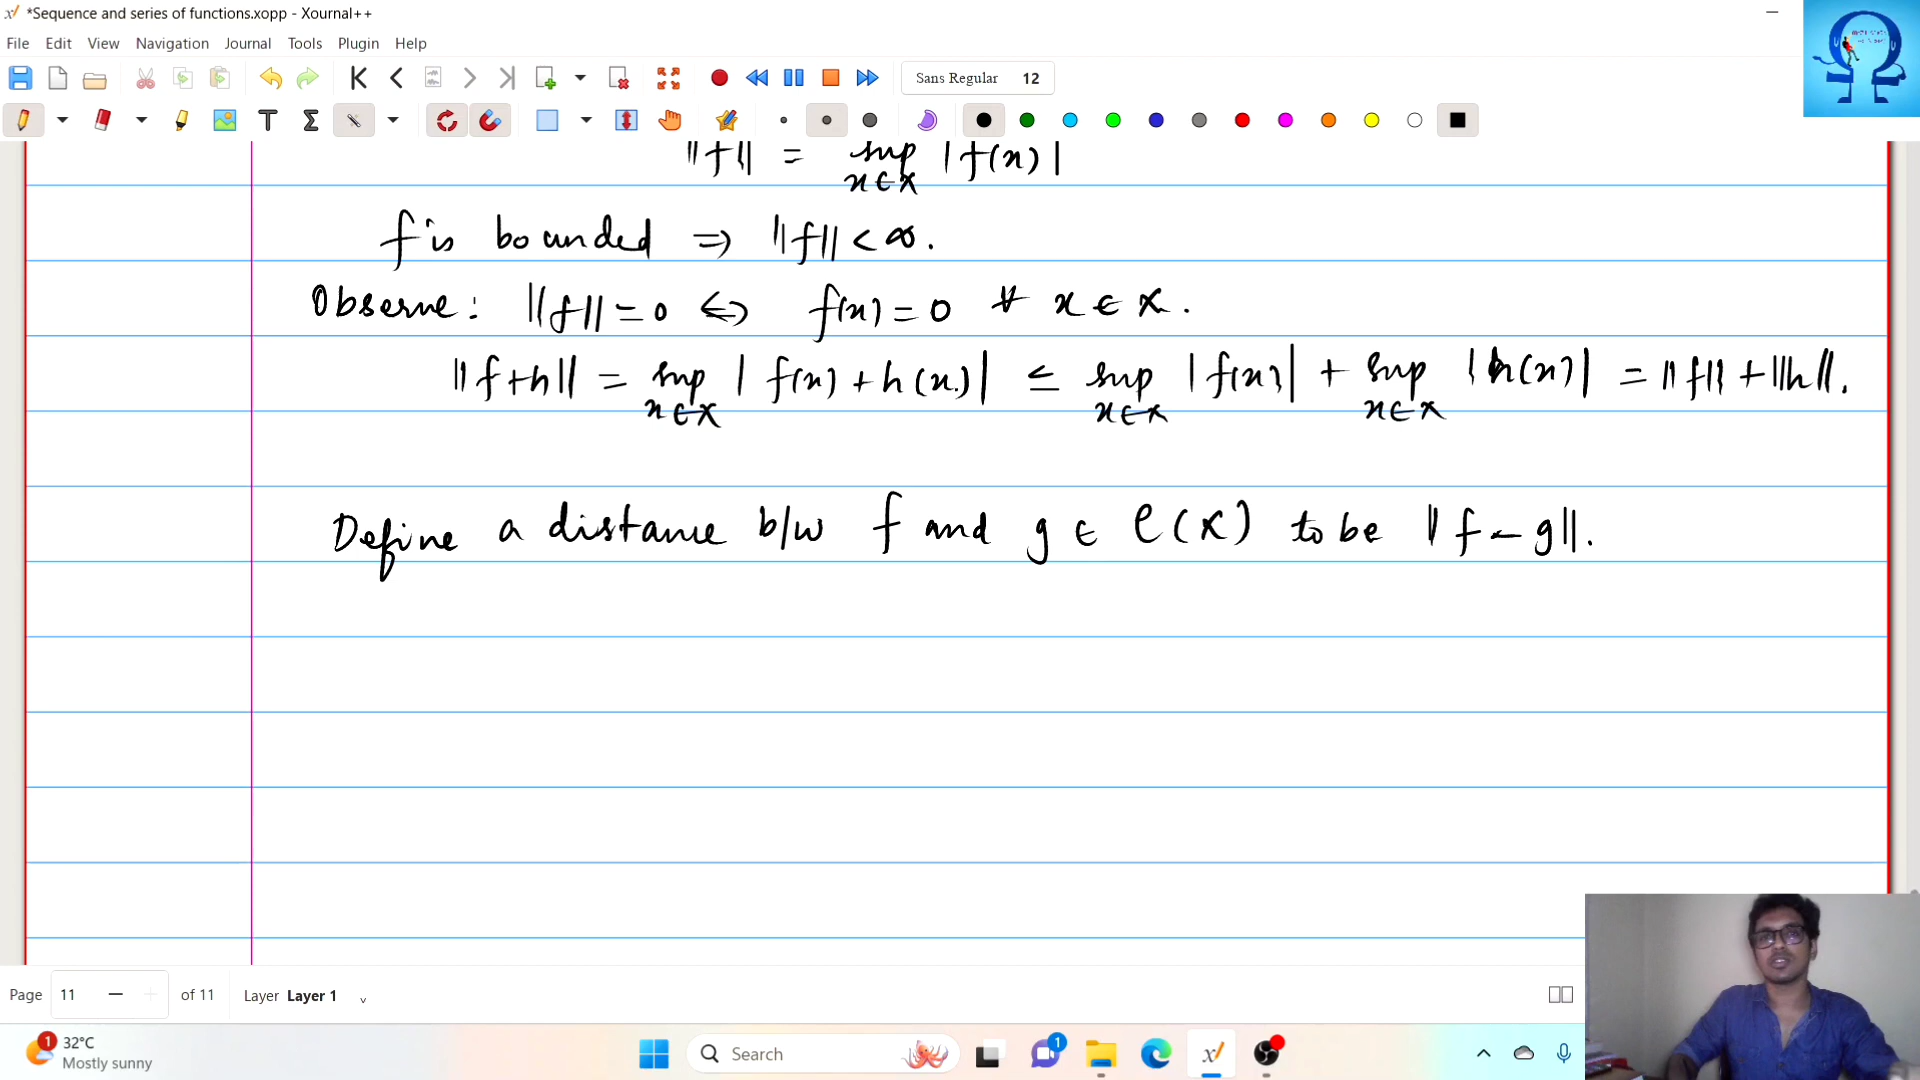 *Sequence and series of functions.xopp - Xournal++
File Edit View Navigation Journal Tools Plugin Help
Sans Regular 12
||f|| = sup |f(x)|
x∈X
f is bounded ⇒ ||f|| < ∞.
Observe: ||f|| = 0 ⇔ f(x) = 0 ∀ x ∈ X.
||f+h|| = sup | f(x) + h(x)| ≤ sup |f(x)| + sup |h(x)| = ||f|| + ||h||.
x∈X x∈X x∈X
Define a distance b/w f and g ∈ C(X) to be ||f - g||.
Page 11 of 11 Layer Layer 1
1 32°C
Mostly sunny
Search
1